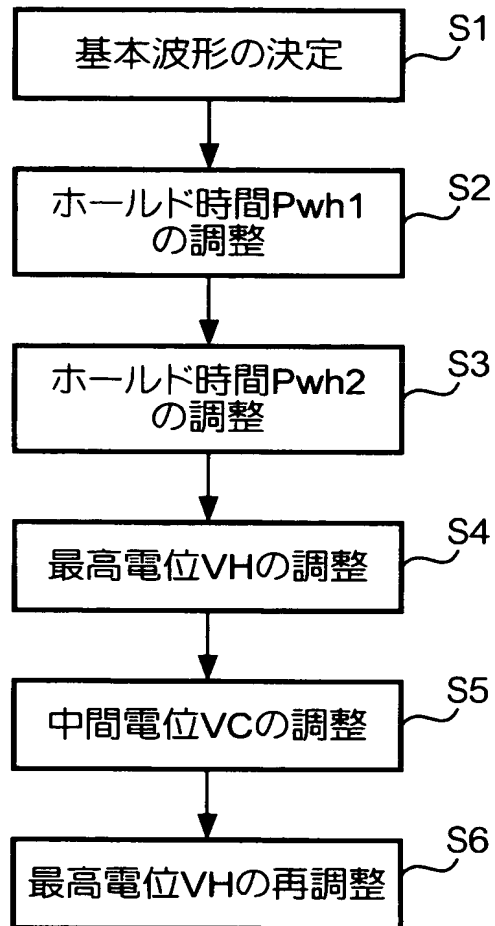 基本波形の決定
S1
ホールド時間Pwh1
の調整
S2
ホールド時間Pwh2
の調整
S3
最高電位VHの調整
S4
中間電位VCの調整
S5
最高電位VHの再調整
S6